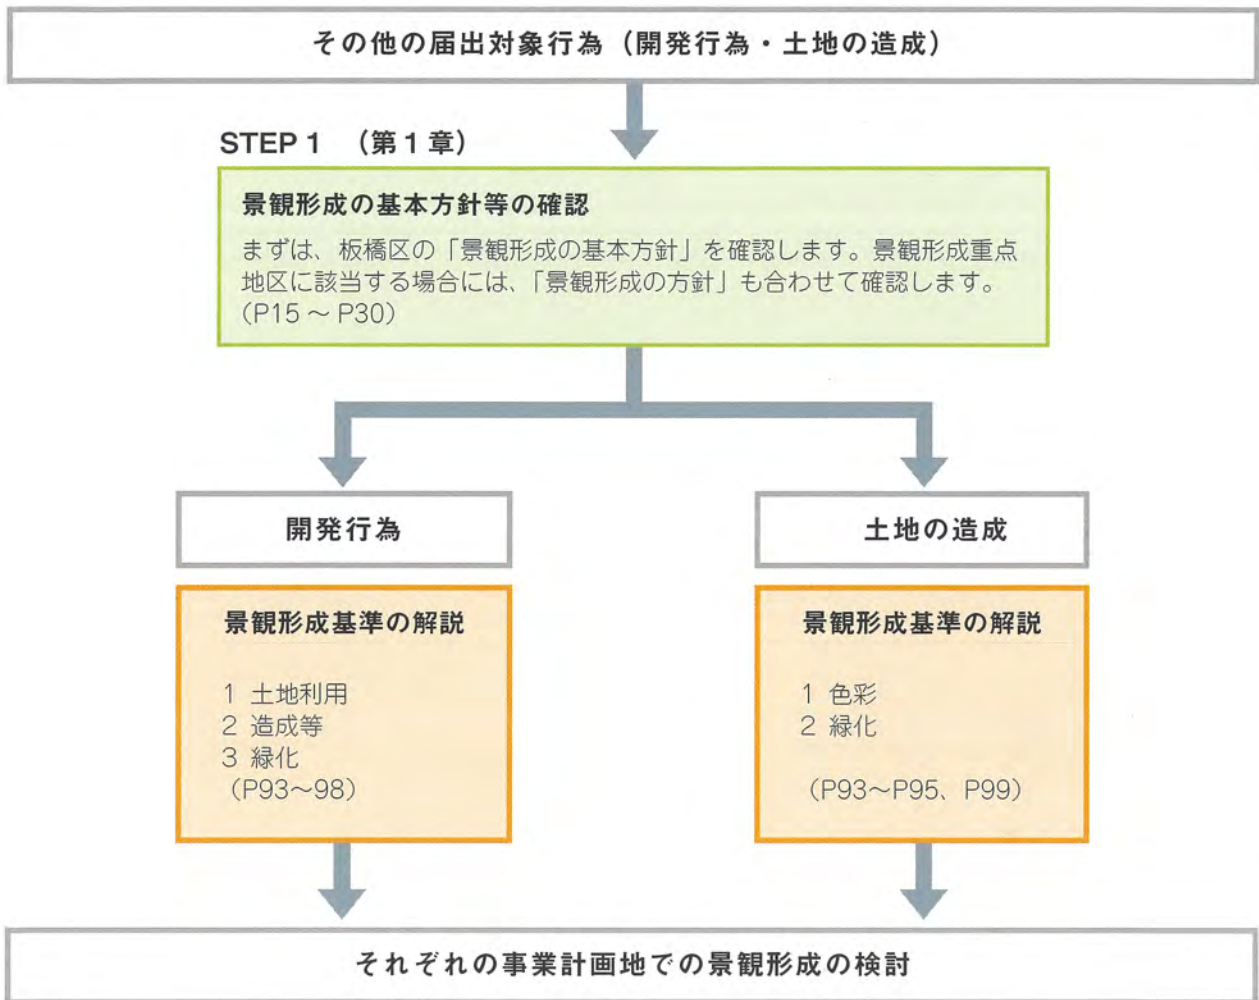 その他の届出対象行為（開発行為・土地の造成）
STEP 1 （第１章）
景観形成の基本方針等の確認
まずは、板橋区の「景観形成の基本方針」を確認します。景観形成重点
地区に該当する場合には、「景観形成の方針」も合わせて確認します。
（P15 ～ P30）
開発行為
景観形成基準の解説
1 土地利用
2 造成等
3 緑化
（P93～98）
土地の造成
景観形成基準の解説
1 色彩
2 緑化
（P93～P95、P99）
それぞれの事業計画地での景観形成の検討